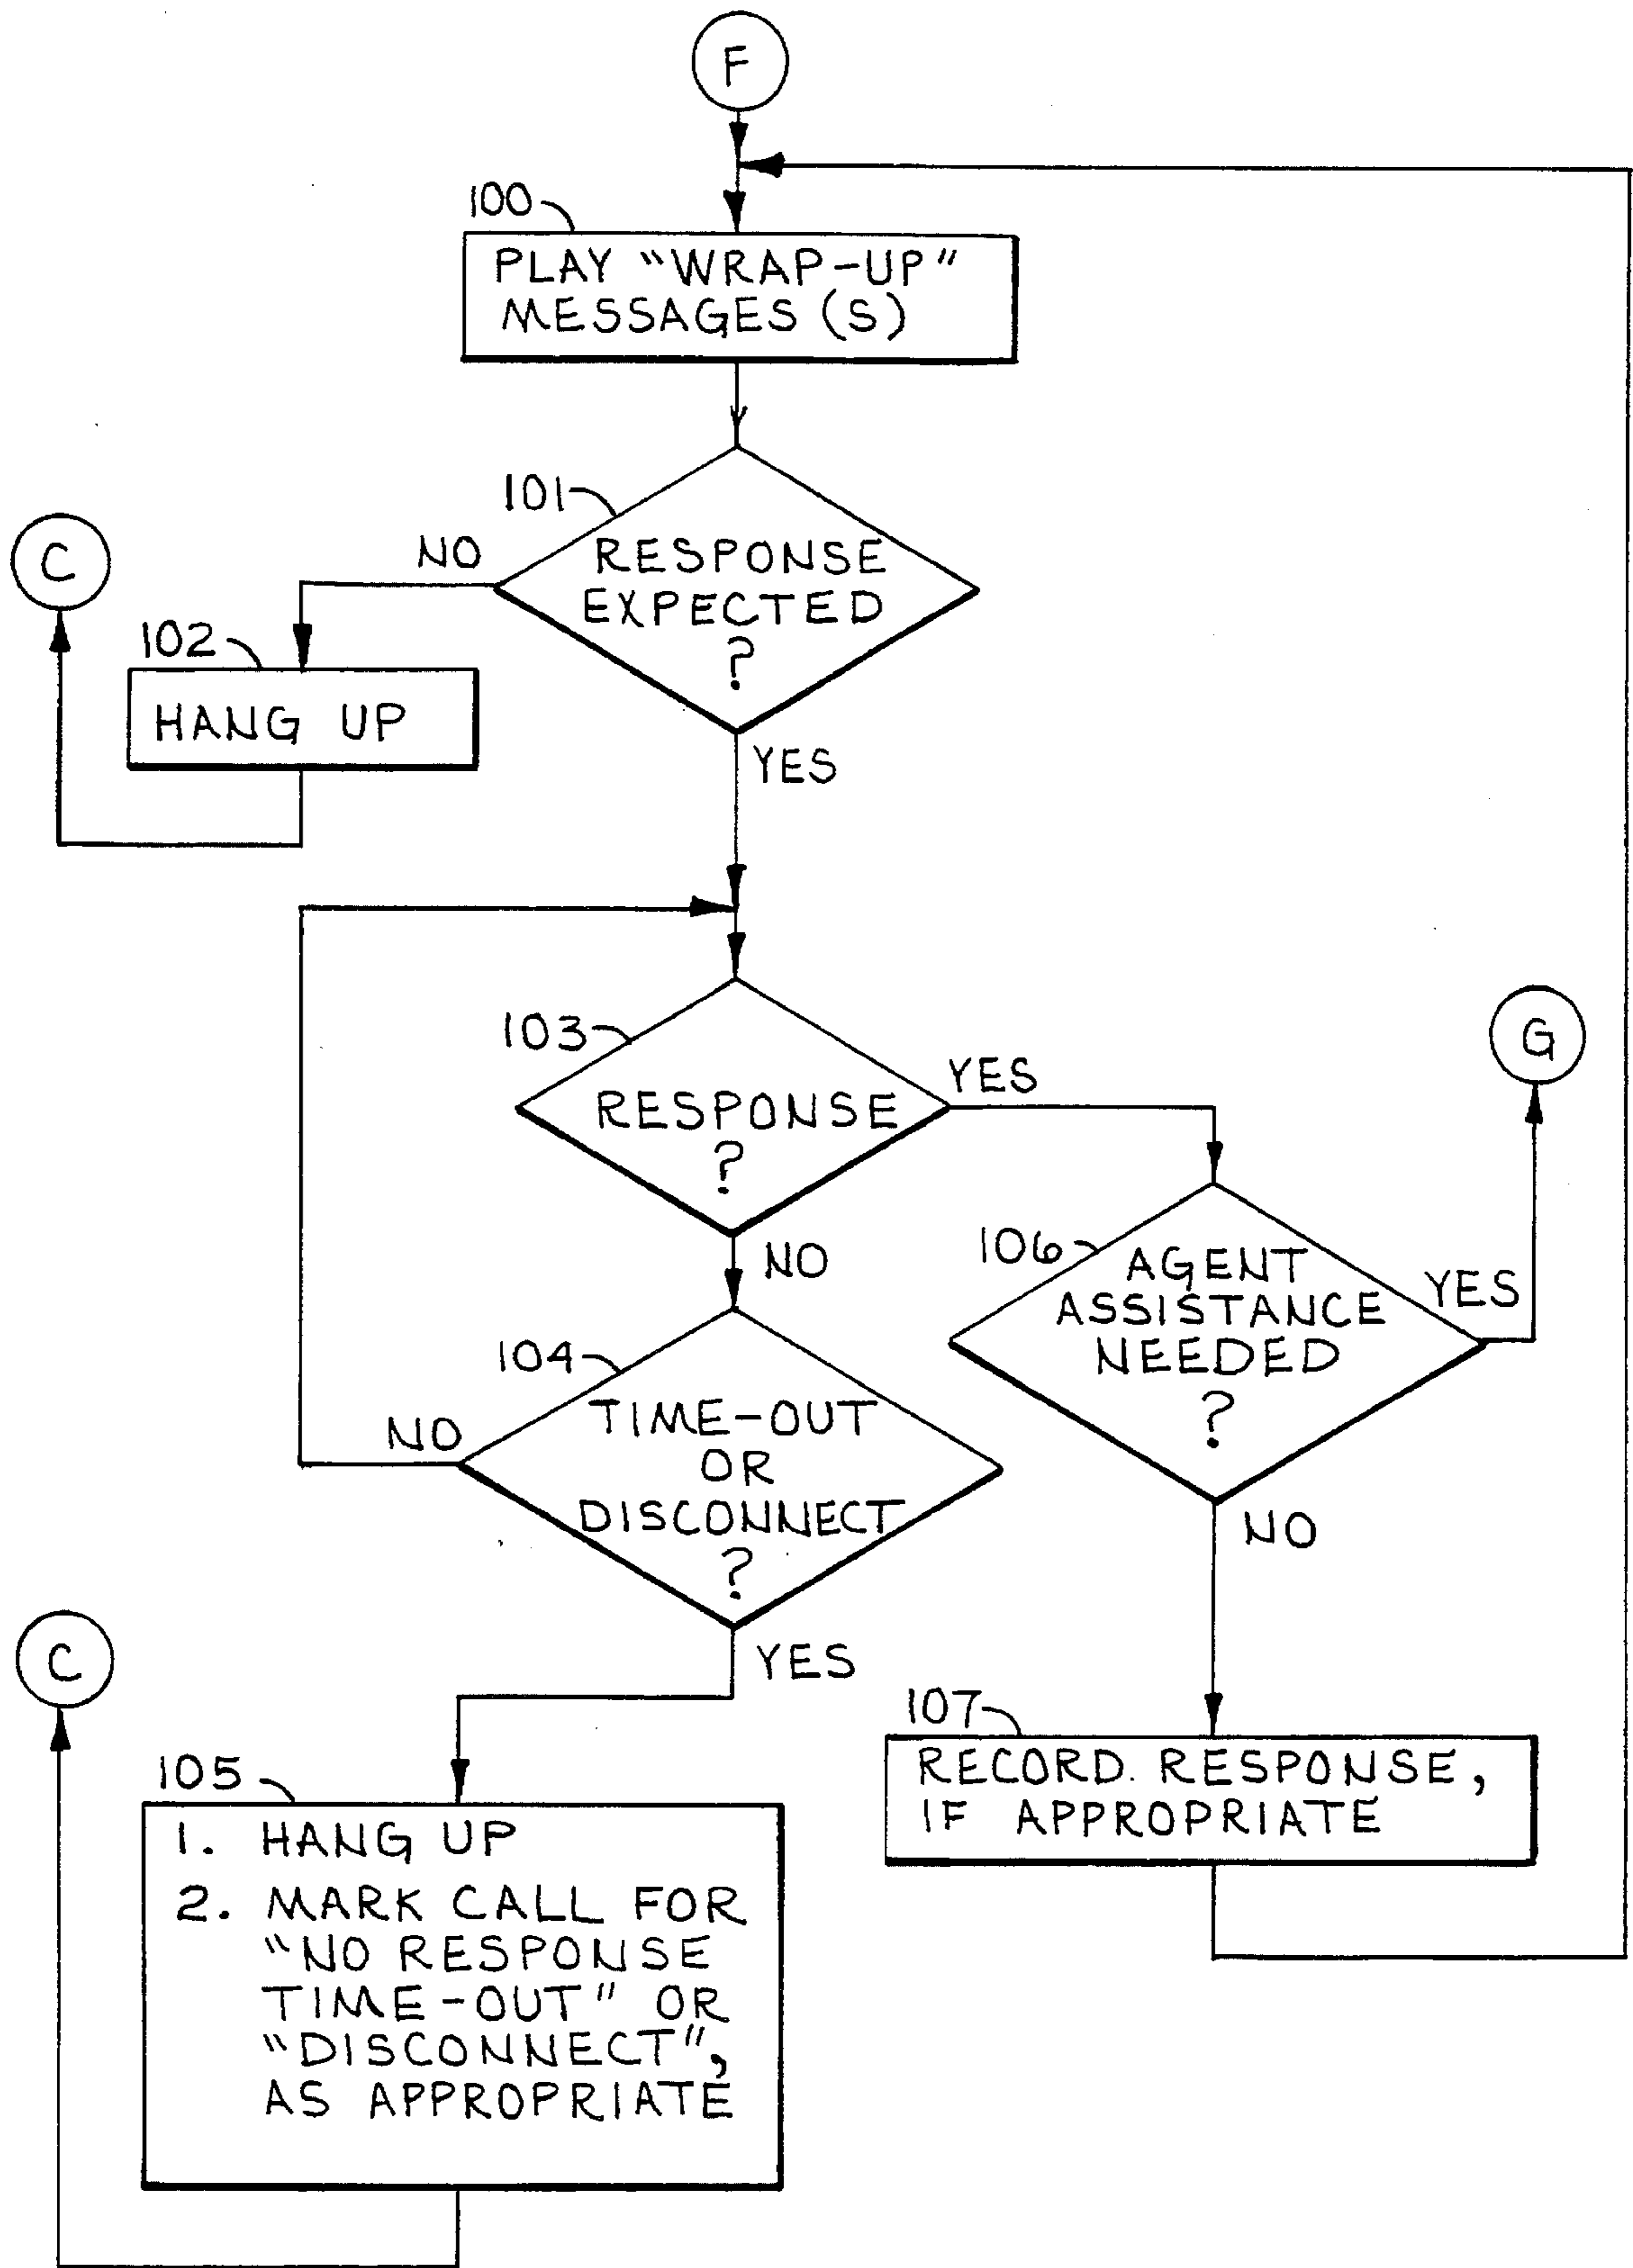 F
100
PLAY "WRAP-UP"
MESSAGES (S)
101
RESPONSE
EXPECTED
?
NO
C
102
HANG UP
YES
103
RESPONSE
?
YES
G
NO
106
AGENT
ASSISTANCE
NEEDED
?
YES
104
TIME-OUT
OR
DISCONNECT
?
NO
NO
YES
C
107
RECORD RESPONSE,
IF APPROPRIATE
105
1. HANG UP
2. MARK CALL FOR
"NO RESPONSE
TIME-OUT" OR
"DISCONNECT",
AS APPROPRIATE